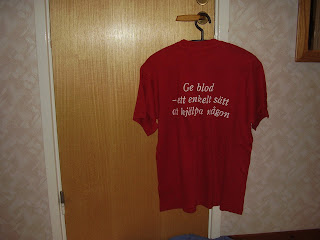 Ge blod
-ett enkelt sätt
att hjälpa någon